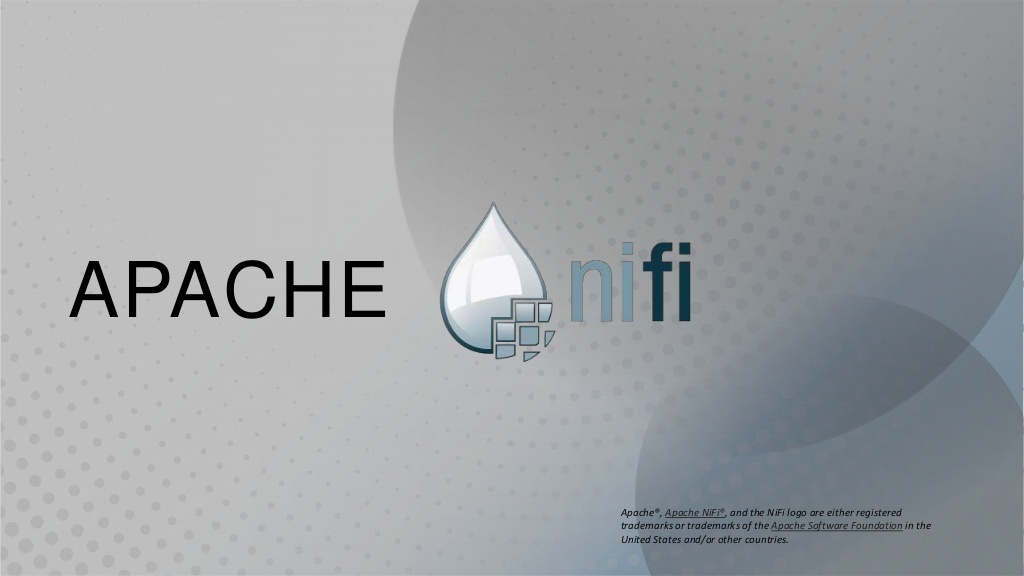 APACHE nifi
Apache®, Apache NiFi®, and the NiFi logo are either registered
trademarks or trademarks of the Apache Software Foundation in the
United States and/or other countries.